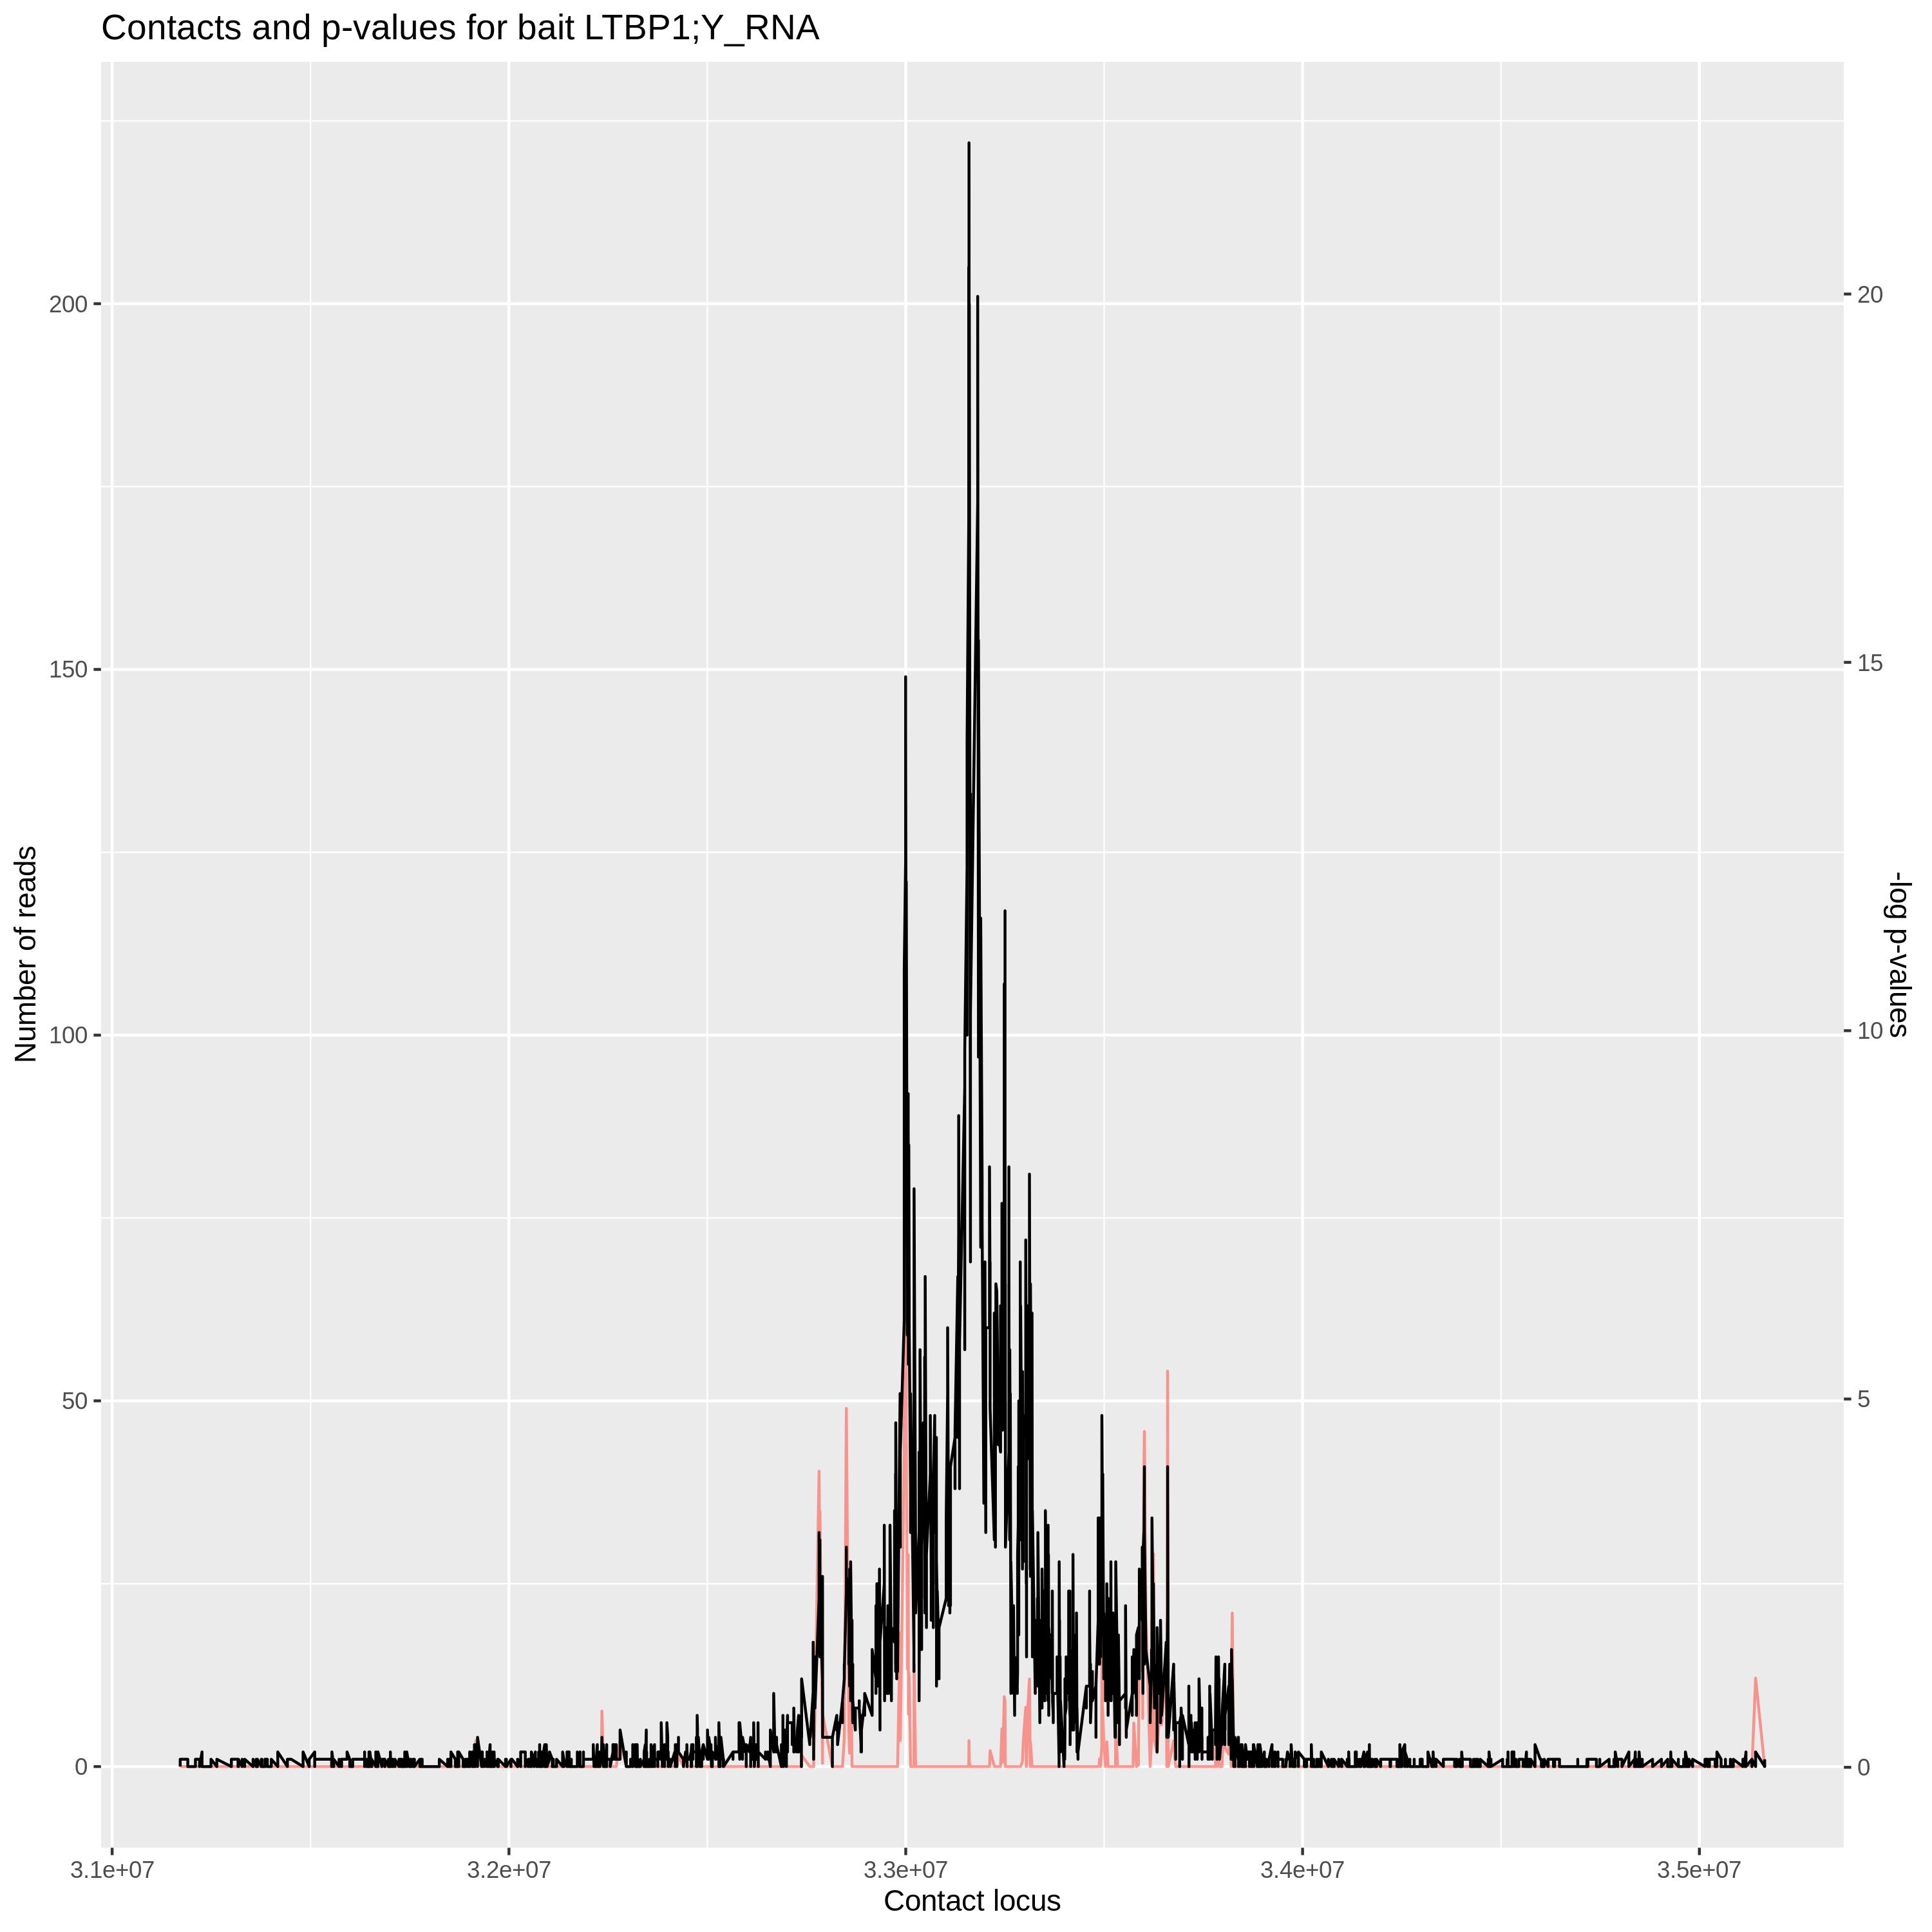 Contacts and p-values for bait LTBP1;Y_RNA
200
150
100
50
0
Number of reads
20
15
10
5
0
-log p-values
3.1e+07
3.2e+07
3.3e+07
3.4e+07
3.5e+07
Contact locus